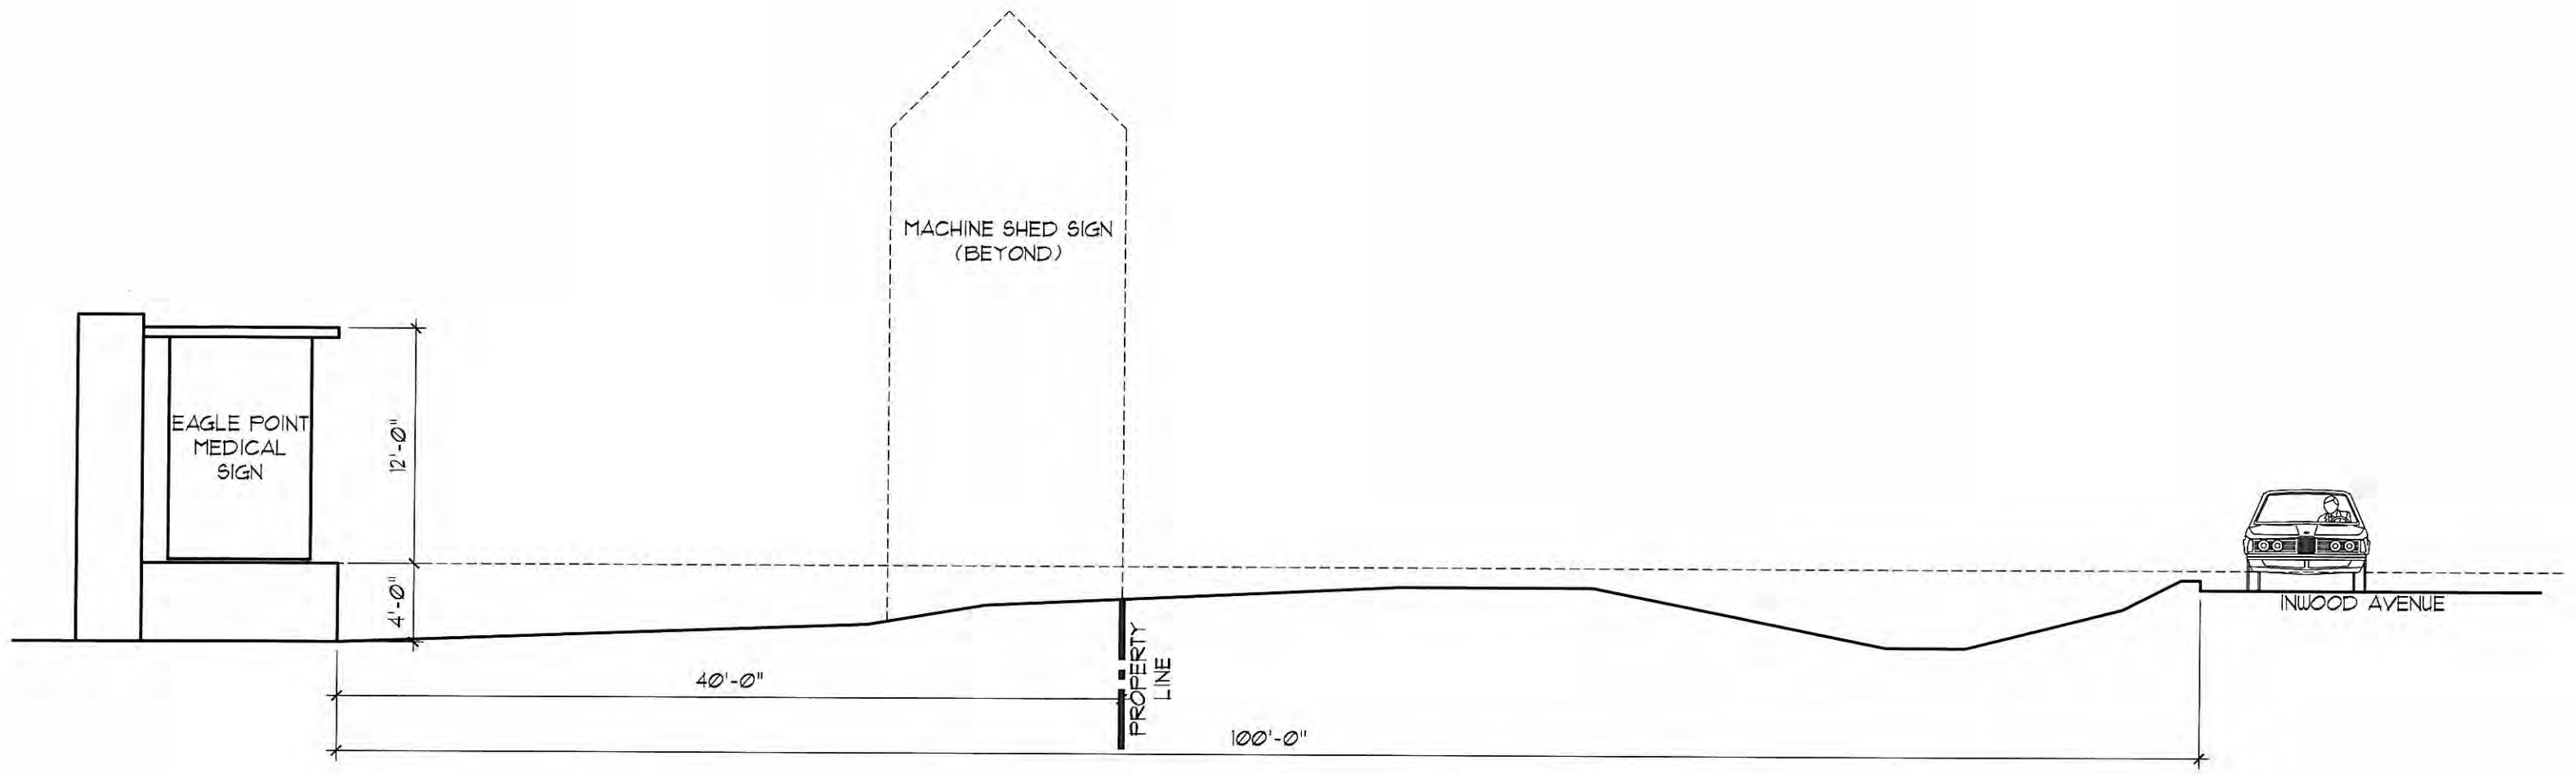 MACHINE SHED SIGN
(BEYOND)
EAGLE POINT
MEDICAL
SIGN
12'-0"
4'-0"
INWOOD AVENUE
PROPERTY
LINE
40'-0"
100'-0"